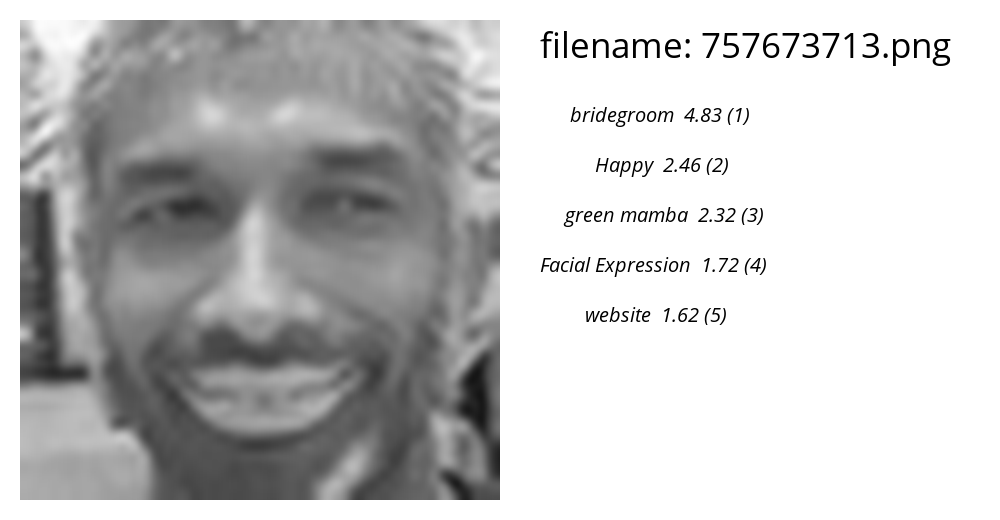 filename: 757673713.png
bridegroom 4.83 (1)
Happy 2.46 (2)
green mamba 2.32 (3)
Facial Expression 1.72 (4)
website 1.62 (5)